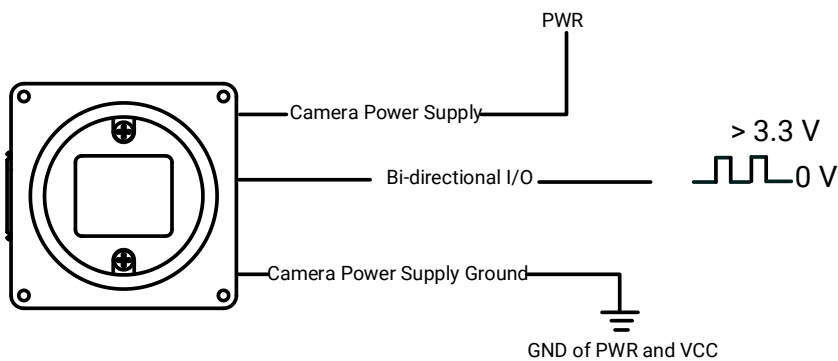 PWR
Camera Power Supply
> 3.3 V
Bi-directional I/O
0 V
Camera Power Supply Ground
GND of PWR and VCC